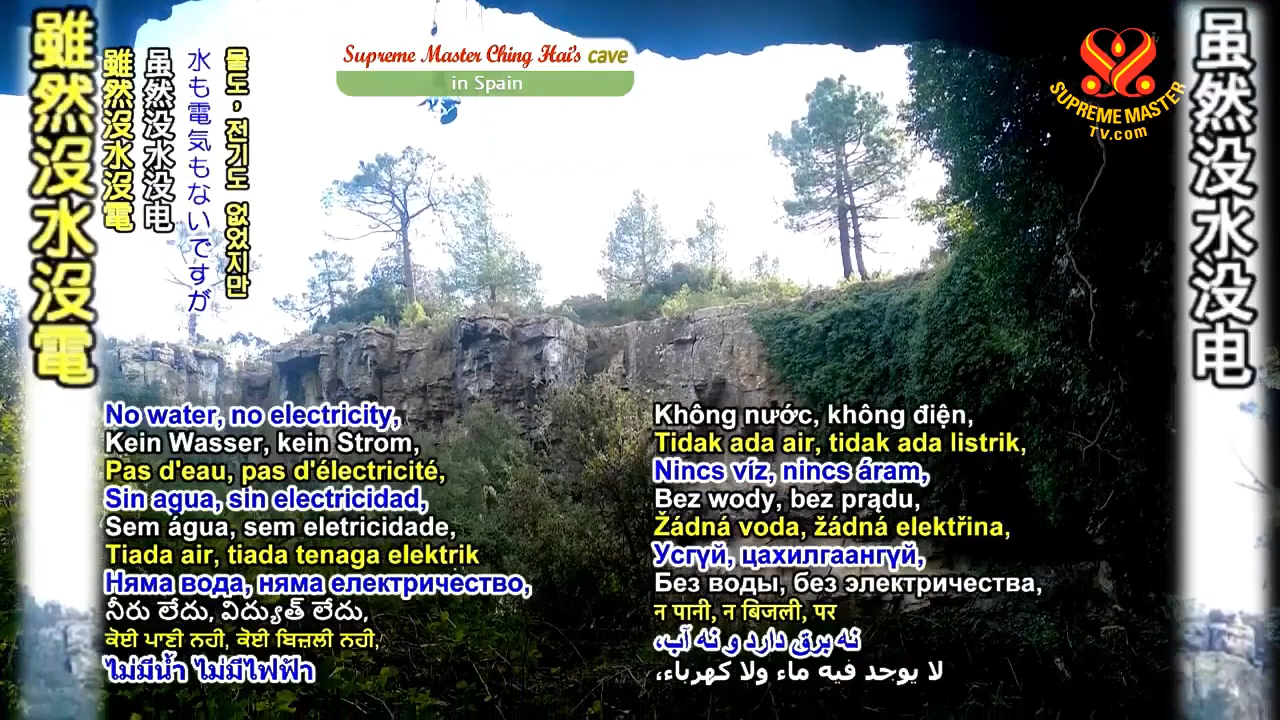 雖然沒水沒電
雖然沒水沒電
虽然没水没电
水も電気もないですが
물도, 전기도 없었지만
Supreme Master Ching Hai's cave
in Spain
SUPREME MASTER
TV.com
虽然没水没电
No water, no electricity,
Kein Wasser, kein Strom,
Pas d'eau, pas d'électricité,
Sin agua, sin electricidad,
Sem água, sem eletricidade,
Tiada air, tiada tenaga elektrik
Няма вода, няма електричество,
నీరు లేదు, విద్యుత్ లేదు,
ਕੋਈ ਪਾਣੀ ਨਹੀ, ਕੋਈ ਬਿਜ਼ਲੀ ਨਹੀ,
ไม่มีน้ำ ไม่มีไฟฟ้า
Không nước, không điện,
Tidak ada air, tidak ada listrik,
Nincs víz, nincs áram,
Bez wody, bez prądu,
Žádná voda, žádná elektřina,
Усгүй, цахилгаангүй,
Без воды, без электричества,
न पानी, न बिजली, पर
نه برق دارد و نه آب،
لا يوجد فيه ماء ولا كهرباء،